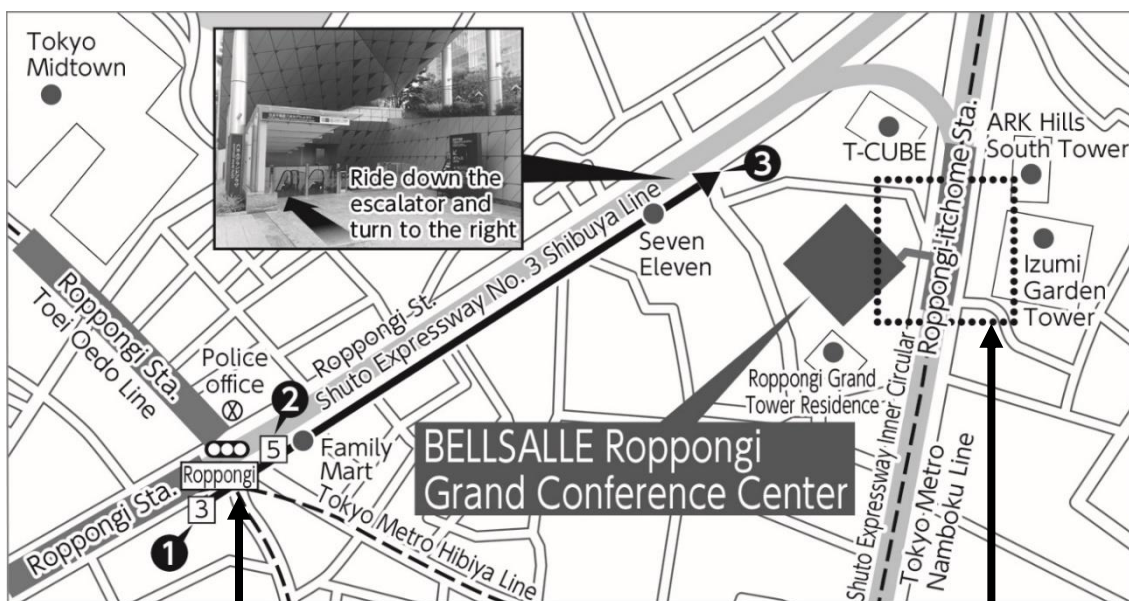 Tokyo
Midtown
Ride down the
escalator and
turn to the right
3
T-CUBE
Roppongi-itchome Sta.
ARK Hills
South Tower
Seven
Eleven
Izumi
Garden
Tower
Roppongi Sta.
Toei Oedo Line
Police
office
Roppongi St.
Shuto Expressway No. 3 Shibuya Line
Roppongi Grand
Tower Residence
2
5
Family
Mart
BELLSALLE Roppongi
Grand Conference Center
Roppongi
Roppongi Sta.
3
1
Tokyo Metro Hibiya Line
Shuto Expressway Inner Circular
Tokyo Metro
Namboku Line